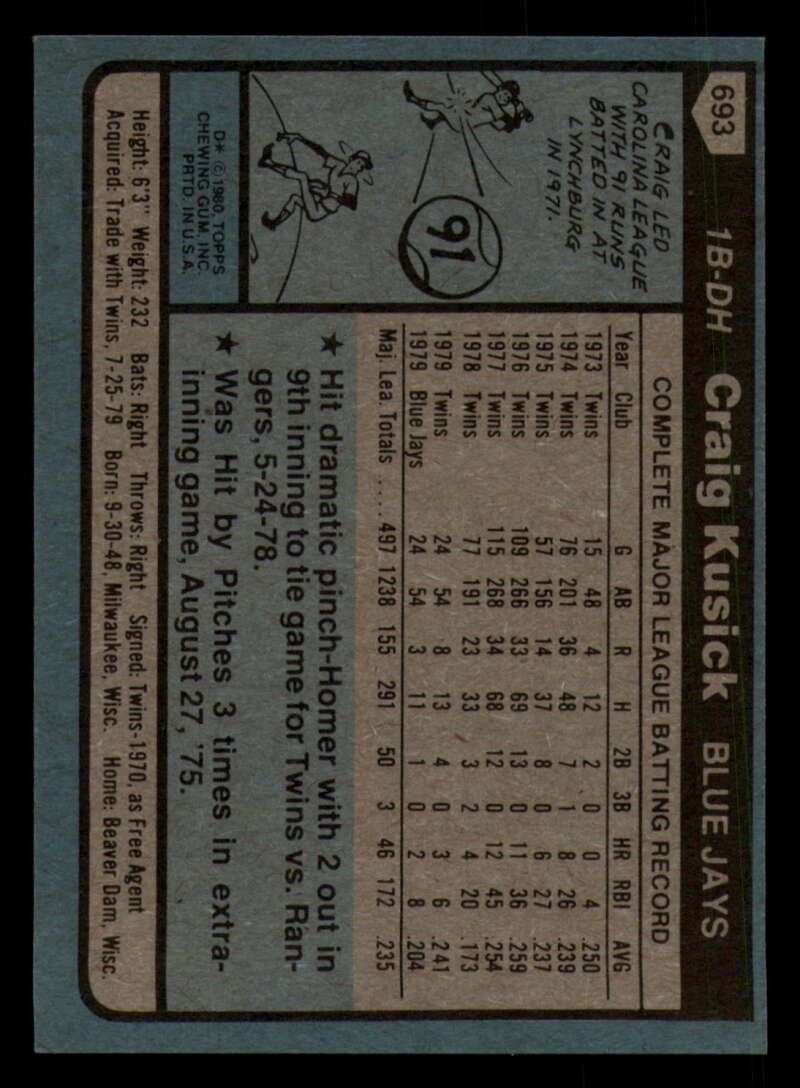 693 1B-DH Craig Kusick BLUE JAYS
CRAIG LED
CAROLINA LEAGUE
WITH 91 RUNS
BATTED IN AT
LYNCHBURG
IN 1971.
91
D* © 1980, TOPPS
CHEWING GUM, INC.
PRTD. IN U.S.A.
COMPLETE MAJOR LEAGUE BATTING RECORD
Year Club G AB R H 2B 3B HR RBI AVG
1973 Twins 15 48 4 12 2 0 0 4 .250
1974 Twins 76 201 36 48 7 1 8 26 .239
1975 Twins 57 156 14 37 8 0 6 27 .237
1976 Twins 109 266 33 69 13 0 11 36 .259
1977 Twins 115 268 34 68 12 0 12 45 .254
1978 Twins 77 191 23 33 3 2 4 20 .173
1979 Twins 24 54 8 13 4 0 3 6 .241
1979 Blue Jays 24 54 3 11 1 0 2 8 .204
Maj. Lea. Totals .... 497 1238 155 291 50 3 46 172 .235
★ Hit dramatic pinch-Homer with 2 out in
9th inning to tie game for Twins vs. Ran-
gers, 5-24-78.
★ Was Hit by Pitches 3 times in extra-
inning game, August 27, '75.
Height: 6'3" Weight: 232 Bats: Right Throws: Right Signed: Twins-1970, as Free Agent
Acquired: Trade with Twins, 7-25-79 Born: 9-30-48, Milwaukee, Wisc. Home: Beaver Dam, Wisc.